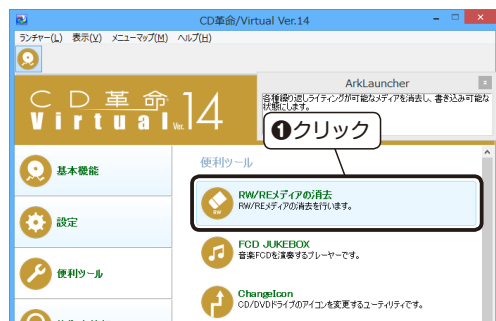 CD革命/Virtual Ver.14
ランチャー(L) 表示(V) メニューマップ(M) ヘルプ(H)
CD革命
Virtual Ver. 14
ArkLauncher
各種繰り返しライティングが可能なメディアを消去し、書き込み可能な
状態にします。
❶クリック
基本機能
設定
便利ツール
便利ツール
RW/REメディアの消去
RW/REメディアの消去を行います。
FCD JUKEBOX
音楽FCDを演奏するプレーヤーです。
ChangeIcon
CD/DVDドライブのアイコンを変更するユーティリティです。